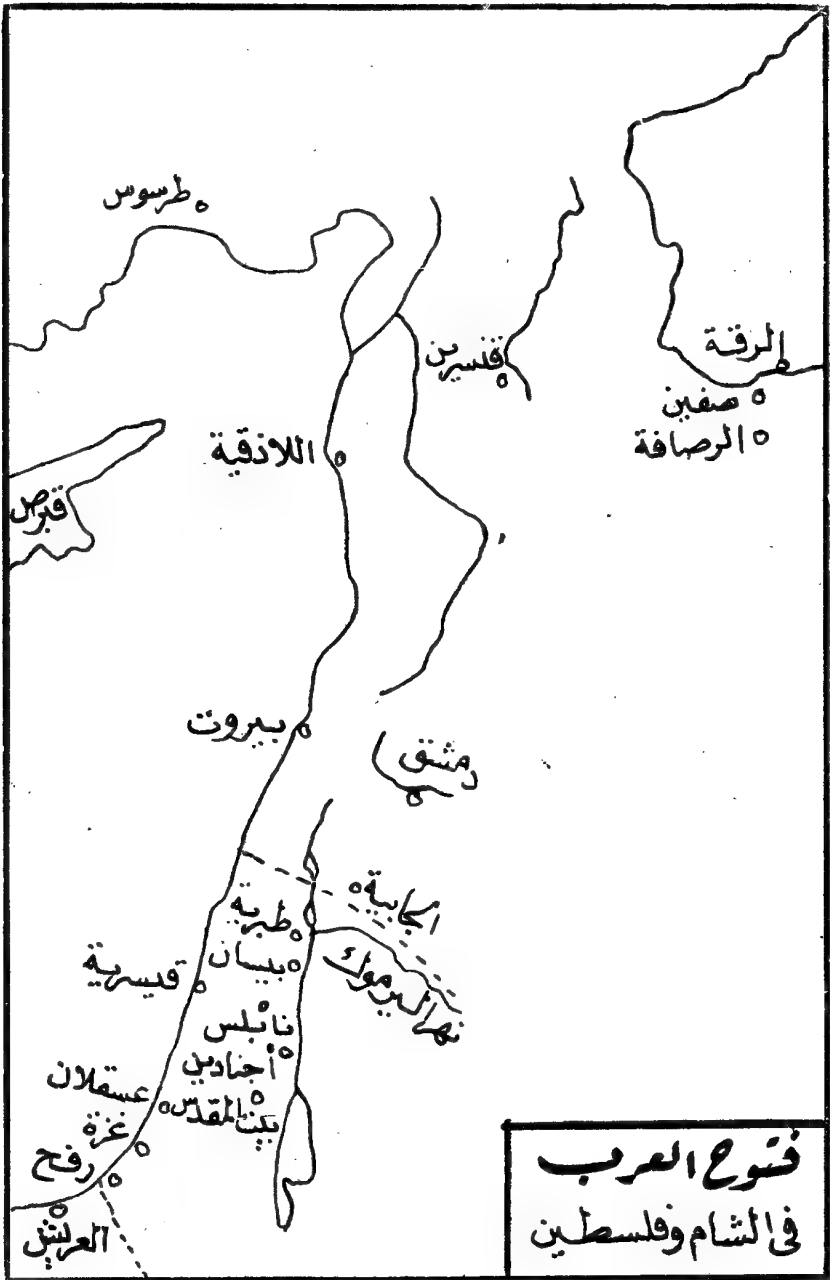 طرسوس
الرقة
قنسرين
صفين
الرصافة
اللاذقية
قبرص
بيروت
دمشق
الجابية
طبرية
بيسان
قيسرية
نهر اليرموك
نابلس
أجنادين
عسقلان
بيت المقدس
غزة
رفح
العريش
فتوح العرب
فى الشام وفلسطين